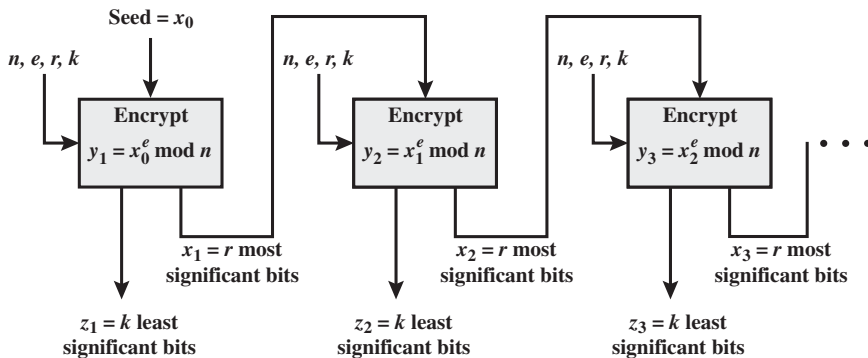 Seed = x₀
n, e, r, k
Encrypt
y₁ = x₀ᵉ mod n
x₁ = r most
significant bits
z₁ = k least
significant bits
n, e, r, k
Encrypt
y₂ = x₁ᵉ mod n
x₂ = r most
significant bits
z₂ = k least
significant bits
n, e, r, k
Encrypt
y₃ = x₂ᵉ mod n
x₃ = r most
significant bits
z₃ = k least
significant bits